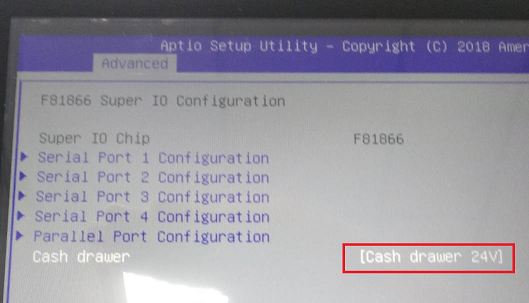 Aptio Setup Utility - Copyright (C) 2018 Amer
Advanced
F81866 Super IO Configuration
Super IO Chip F81866
Serial Port 1 Configuration
Serial Port 2 Configuration
Serial Port 3 Configuration
Serial Port 4 Configuration
Parallel Port Configuration
Cash drawer [Cash drawer 24V]